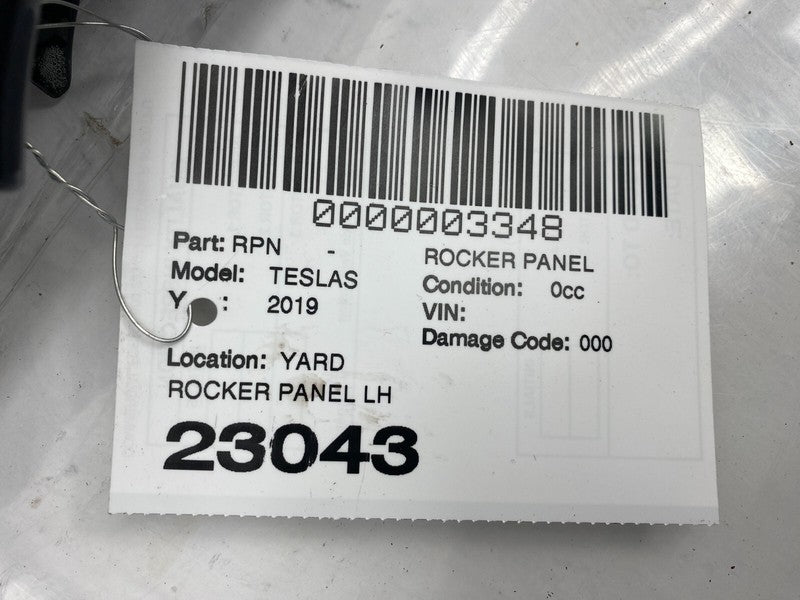 0000003348
Part: RPN - ROCKER PANEL
Model: TESLAS Condition: 0cc
Y : 2019 VIN:
Damage Code: 000
Location: YARD
ROCKER PANEL LH
23043